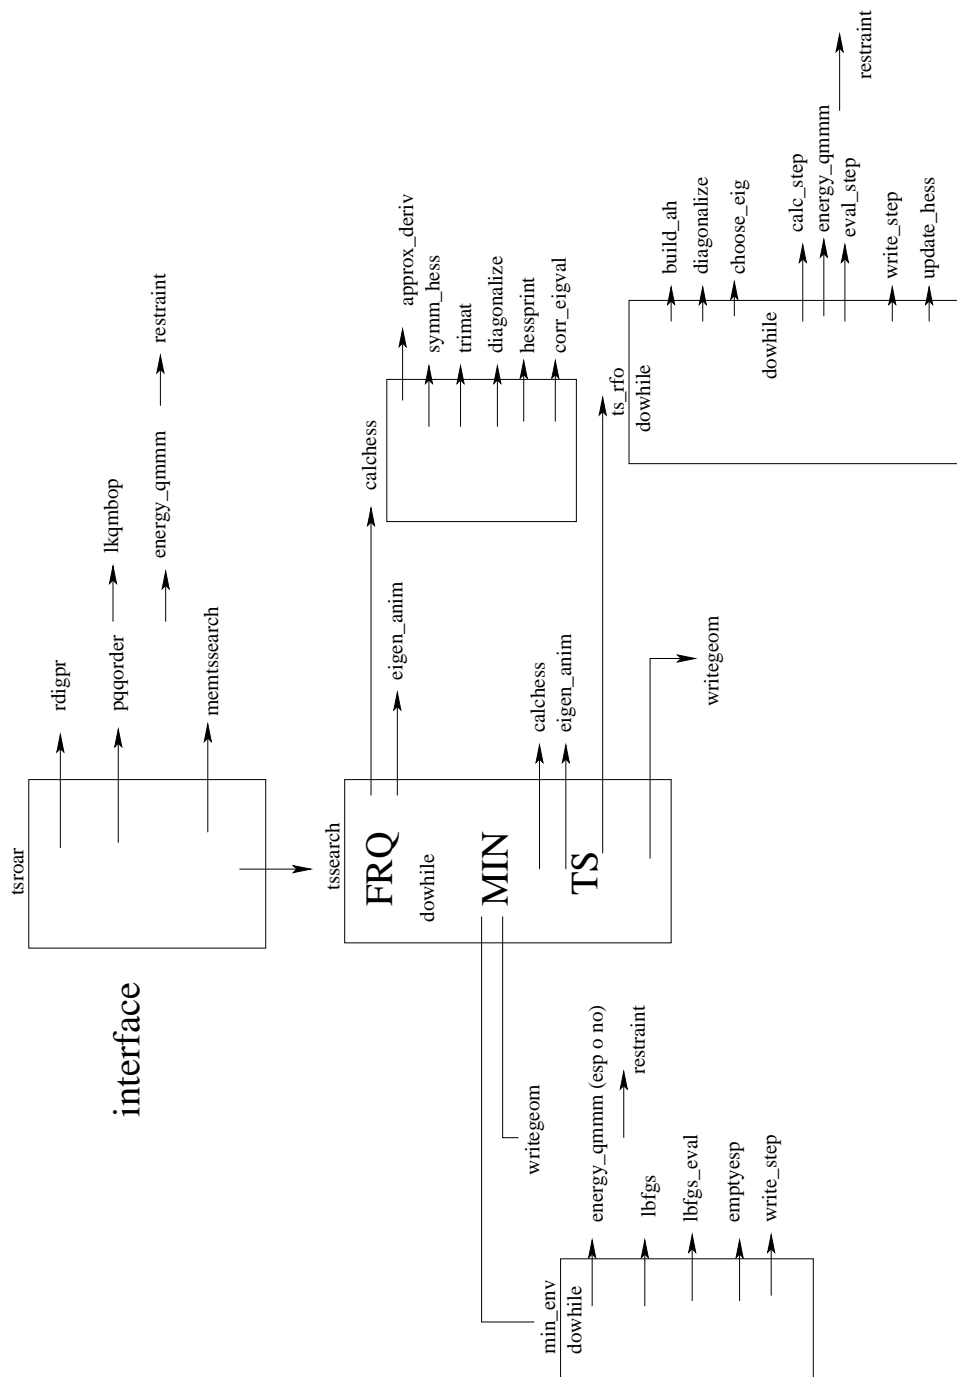 interface
tsroar
rdigpr
pqqorder
lkqmbop
energy_qmmm
restraint
memtssearch
tssearch
FRQ
dowhile
MIN
TS
calchess
eigen_anim
approx_deriv
symm_hess
trimat
diagonalize
hessprint
corr_eigval
calchess
eigen_anim
writegeom
ts_rfo
dowhile
build_ah
diagonalize
choose_eig
dowhile
calc_step
energy_qmmm
restraint
eval_step
write_step
update_hess
writegeom
min_env
dowhile
energy_qmmm (esp o no)
restraint
lbfgs
lbfgs_eval
emptyesp
write_step